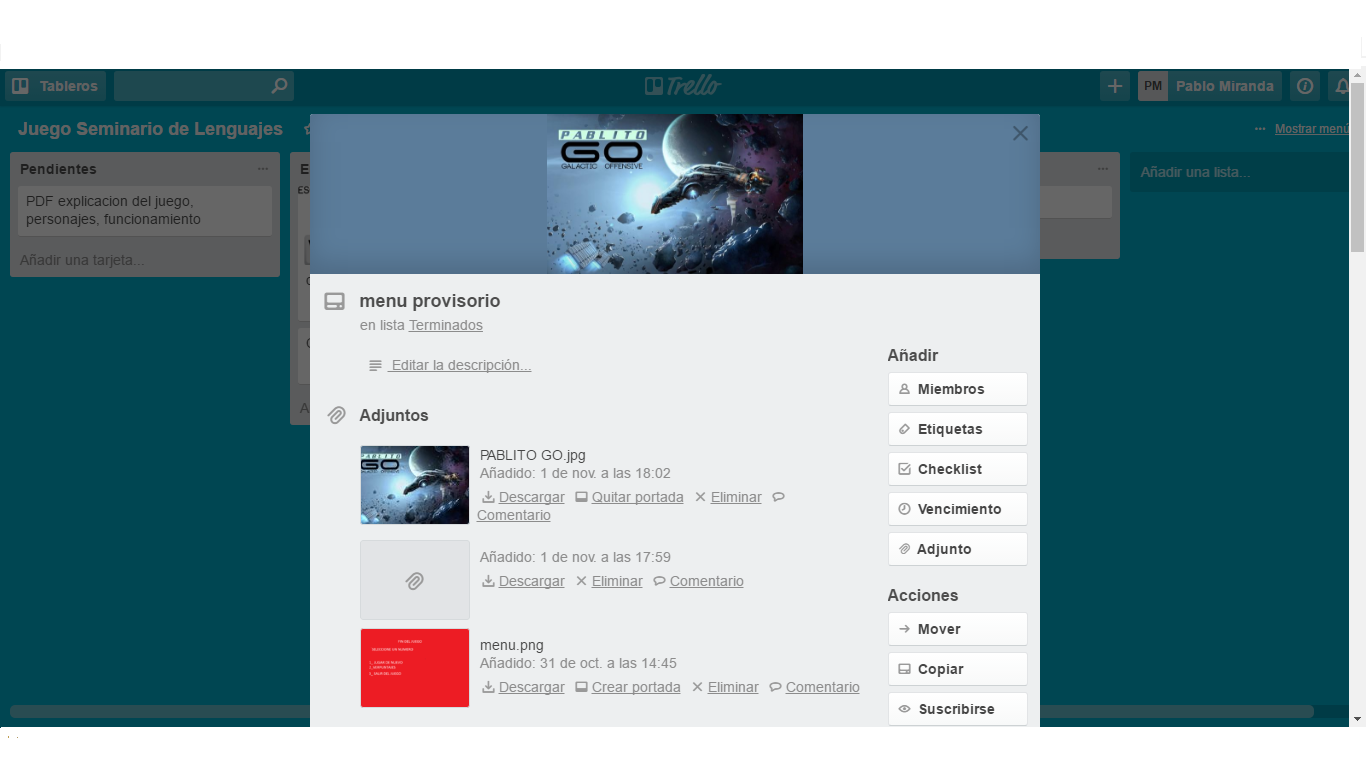 Tableros
Trello
PM Pablo Miranda
Juego Seminario de Lenguajes
... Mostrar menú
Pendientes ...
PDF explicacion del juego,
personajes, funcionamiento
Añadir una tarjeta...
...
Añadir una lista...
PABLITO
GO
GALACTIC OFFENSIVE
menu provisorio
en lista Terminados
Editar la descripción...
Adjuntos
PABLITO GO.jpg
Añadido: 1 de nov. a las 18:02
Descargar Quitar portada Eliminar
Comentario
Añadido: 1 de nov. a las 17:59
Descargar Eliminar Comentario
menu.png
Añadido: 31 de oct. a las 14:45
Descargar Crear portada Eliminar Comentario
Añadir
Miembros
Etiquetas
Checklist
Vencimiento
Adjunto
Acciones
Mover
Copiar
Suscribirse